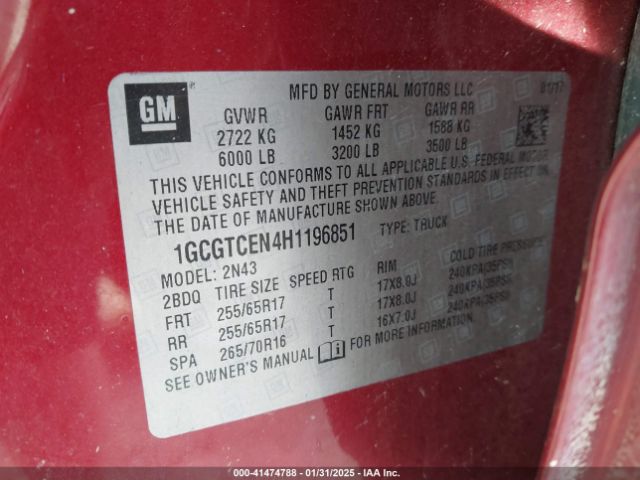 GM
MFD BY GENERAL MOTORS LLC 01/17
GVWR GAWR FRT GAWR RR
2722 KG 1452 KG 1588 KG
6000 LB 3200 LB 3500 LB
THIS VEHICLE CONFORMS TO ALL APPLICABLE U.S. FEDERAL MOTOR
VEHICLE SAFETY AND THEFT PREVENTION STANDARDS IN EFFECT ON
THE DATE OF MANUFACTURE SHOWN ABOVE.
1GCGTCEN4H1196851 TYPE: TRUCK
MODEL: 2N43
2BDQ TIRE SIZE SPEED RTG RIM COLD TIRE PRESSURE
FRT 255/65R17 T 17X8.0J 240KPA/35PSI
RR 255/65R17 T 17X8.0J 240KPA/35PSI
SPA 265/70R16 T 16X7.0J 240KPA/35PSI
SEE OWNER'S MANUAL FOR MORE INFORMATION.
000-41474788 - 01/31/2025 - IAA Inc.